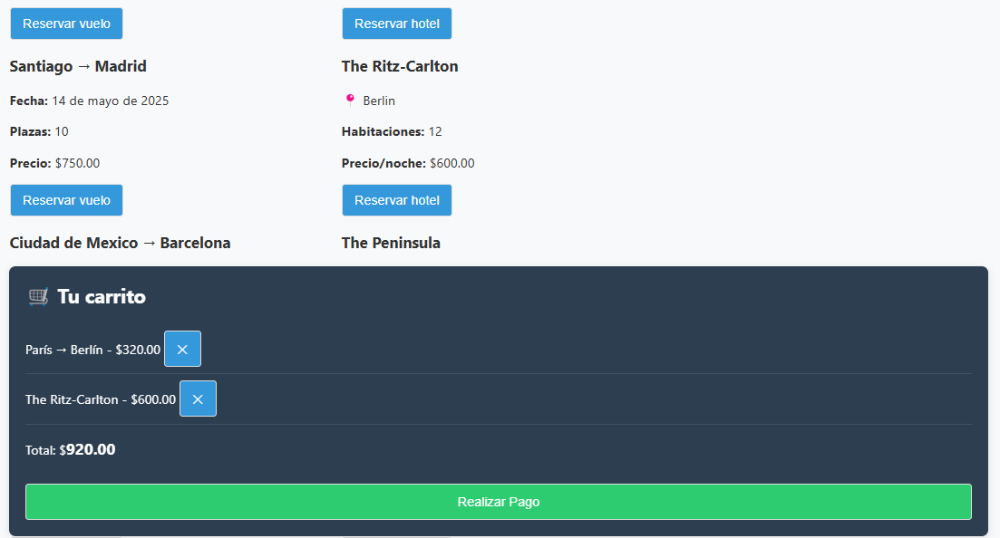 Reservar vuelo
Reservar hotel
Santiago → Madrid
The Ritz-Carlton
Fecha: 14 de mayo de 2025
Berlin
Plazas: 10
Habitaciones: 12
Precio: $750.00
Precio/noche: $600.00
Reservar vuelo
Reservar hotel
Ciudad de Mexico → Barcelona
The Peninsula
Tu carrito
París → Berlín - $320.00 ×
The Ritz-Carlton - $600.00 ×
Total: $920.00
Realizar Pago